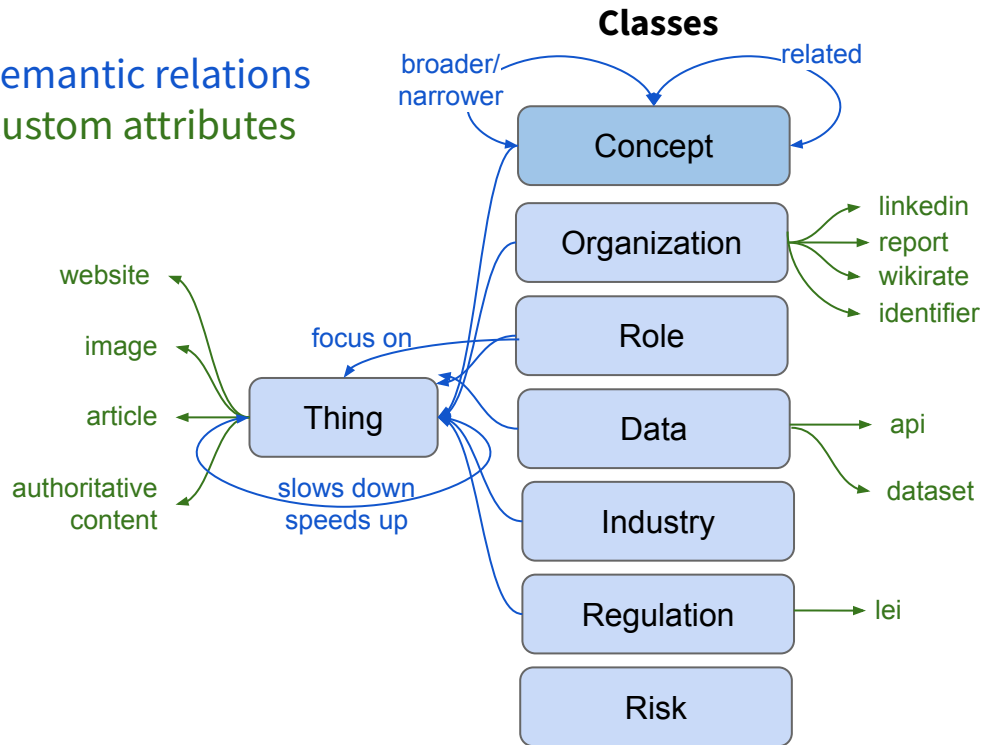 Classes
emantic relations
ustom attributes
broader/
narrower
related
Concept
Organization
linkedin
report
wikirate
identifier
website
image
article
authoritative
content
focus on
Role
Thing
Data
api
dataset
slows down
speeds up
Industry
Regulation
lei
Risk